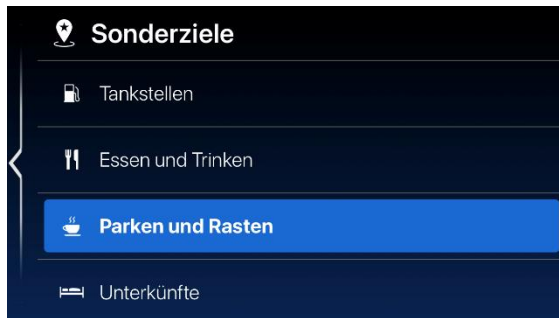 Sonderziele
Tankstellen
Essen und Trinken
Parken und Rasten
Unterkünfte